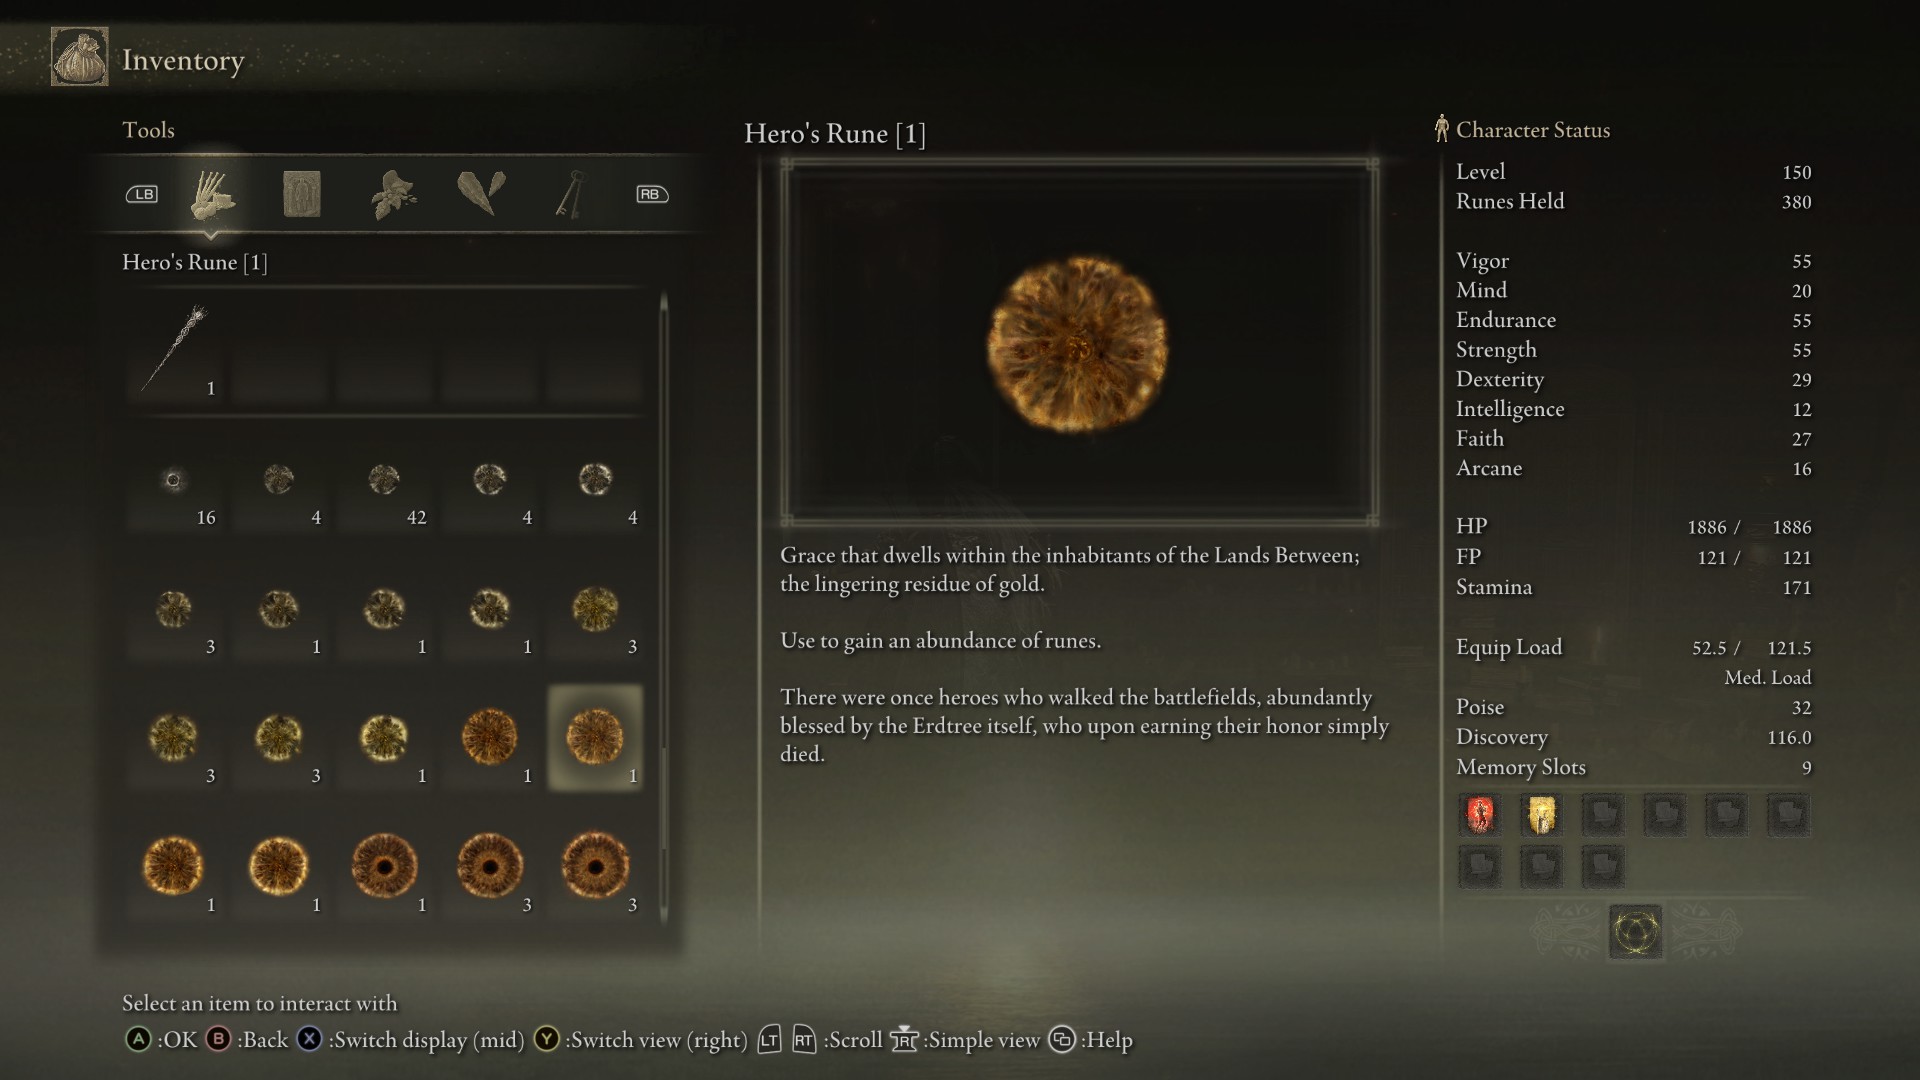 Inventory
Tools
LB
RB
Hero's Rune [1]
1
16
4
42
4
4
3
1
1
1
3
3
3
1
1
1
1
1
1
3
3
Hero's Rune [1]
Grace that dwells within the inhabitants of the Lands Between;
the lingering residue of gold.
Use to gain an abundance of runes.
There were once heroes who walked the battlefields, abundantly
blessed by the Erdtree itself, who upon earning their honor simply
died.
Character Status
Level 150
Runes Held 380
Vigor 55
Mind 20
Endurance 55
Strength 55
Dexterity 29
Intelligence 12
Faith 27
Arcane 16
HP 1886 / 1886
FP 121 / 121
Stamina 171
Equip Load 52.5 / 121.5
Med. Load
Poise 32
Discovery 116.0
Memory Slots 9
Select an item to interact with
A :OK B :Back X :Switch display (mid) Y :Switch view (right) LT RT :Scroll R :Simple view :Help